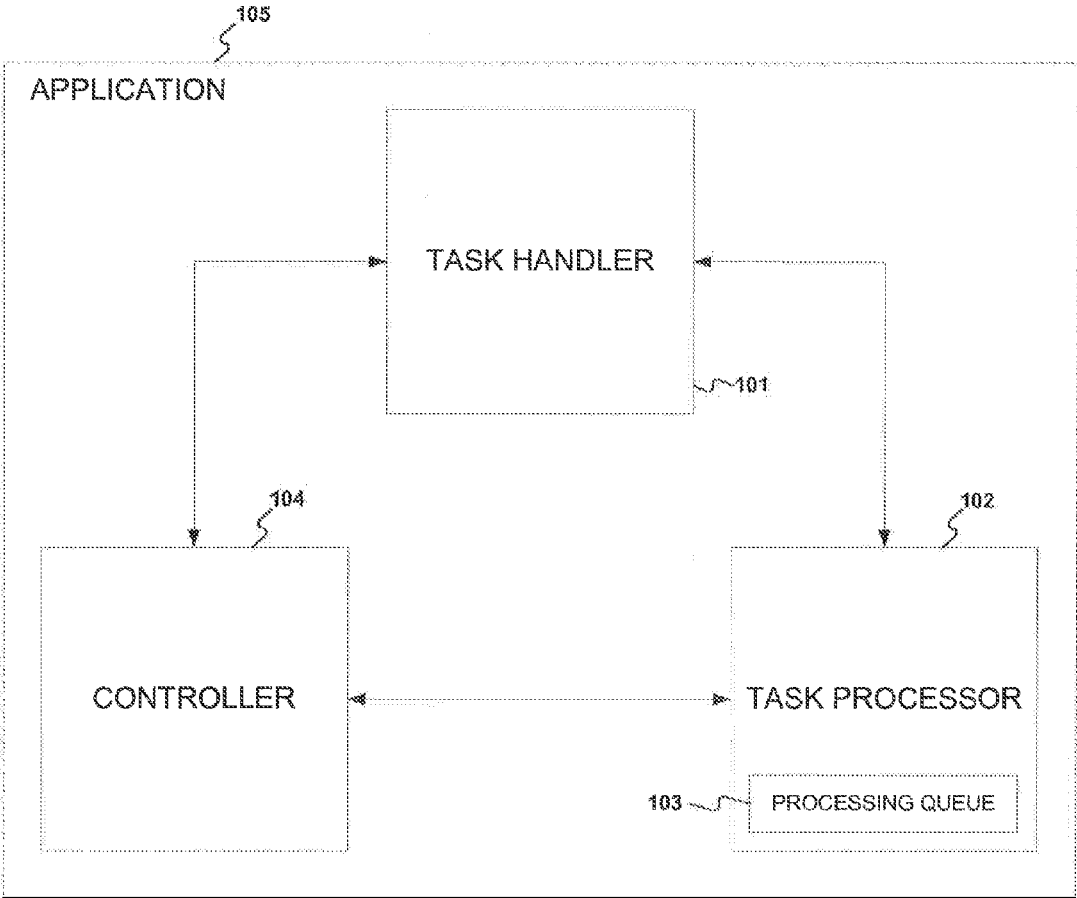 105
APPLICATION
TASK HANDLER
101
104
102
CONTROLLER
TASK PROCESSOR
103
PROCESSING QUEUE